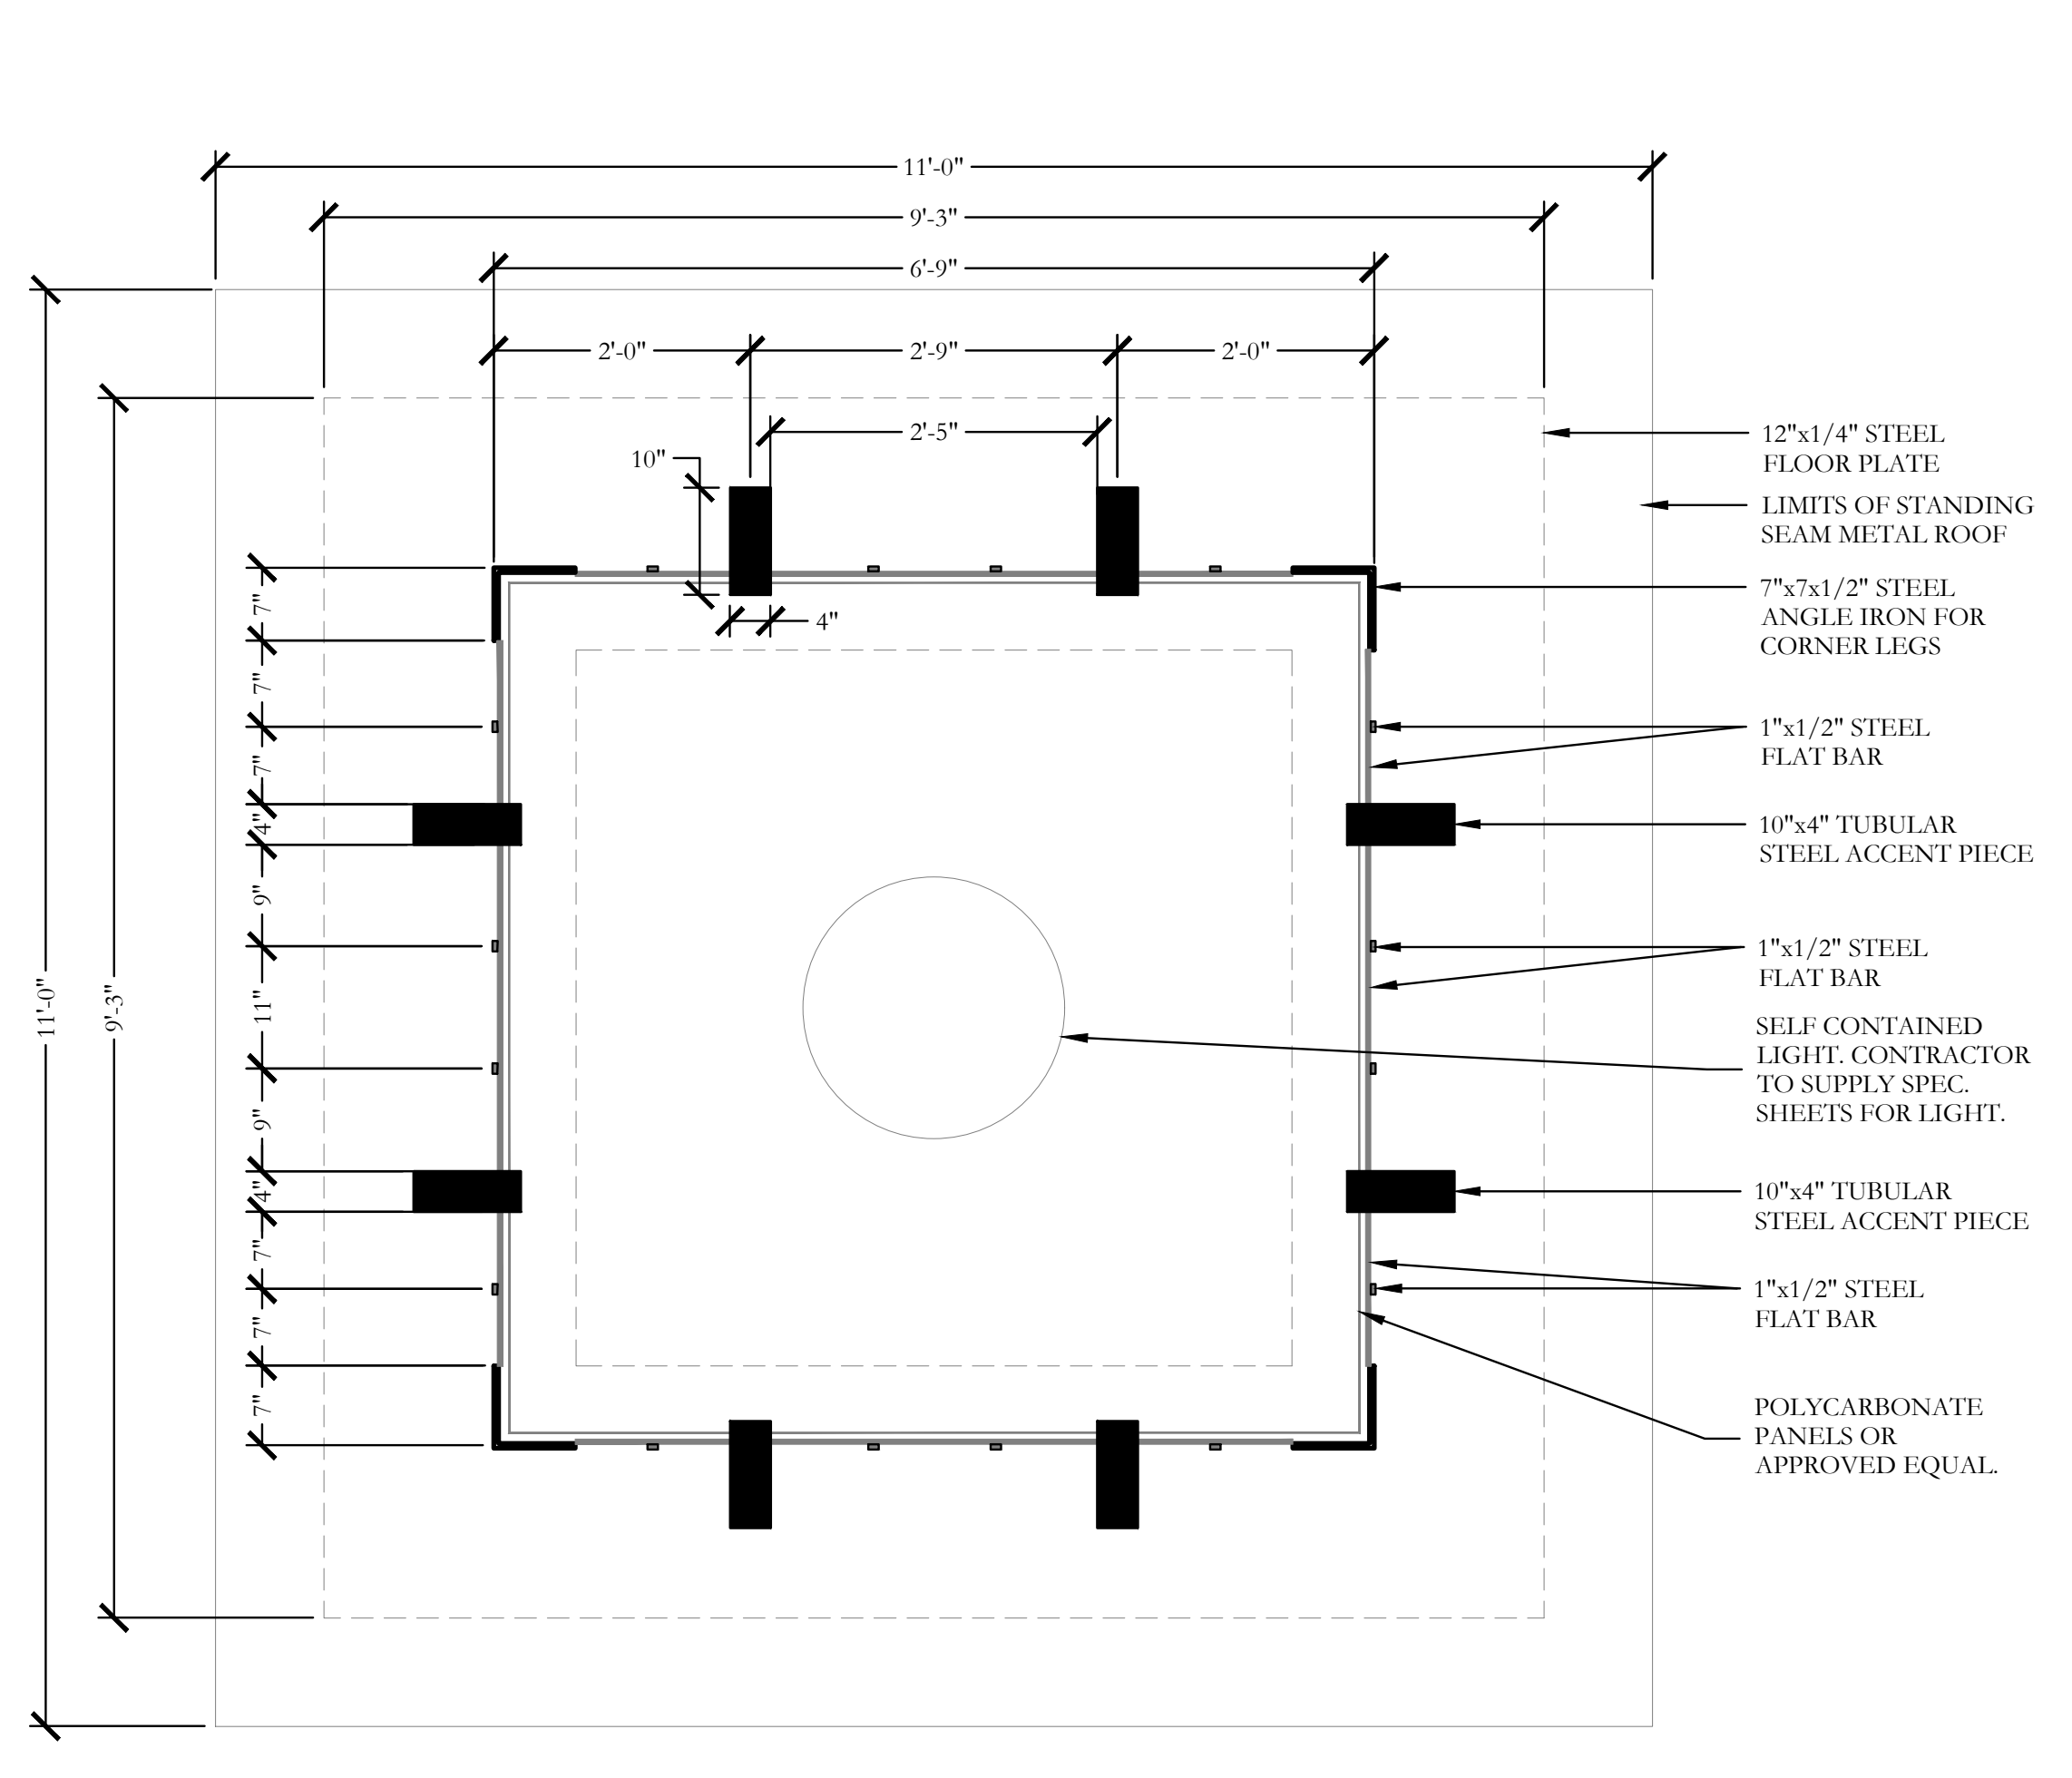 11'-0"
9'-3"
6'-9"
2'-0" 2'-9" 2'-0"
2'-5"
10"
4"
7"
7"
7"
4"
9"
11"
9"
4"
7"
7"
7"
11'-0"
9'-3"
12"x1/4" STEEL
FLOOR PLATE
LIMITS OF STANDING
SEAM METAL ROOF
7"x7x1/2" STEEL
ANGLE IRON FOR
CORNER LEGS
1"x1/2" STEEL
FLAT BAR
10"x4" TUBULAR
STEEL ACCENT PIECE
1"x1/2" STEEL
FLAT BAR
SELF CONTAINED
LIGHT. CONTRACTOR
TO SUPPLY SPEC.
SHEETS FOR LIGHT.
10"x4" TUBULAR
STEEL ACCENT PIECE
1"x1/2" STEEL
FLAT BAR
POLYCARBONATE
PANELS OR
APPROVED EQUAL.